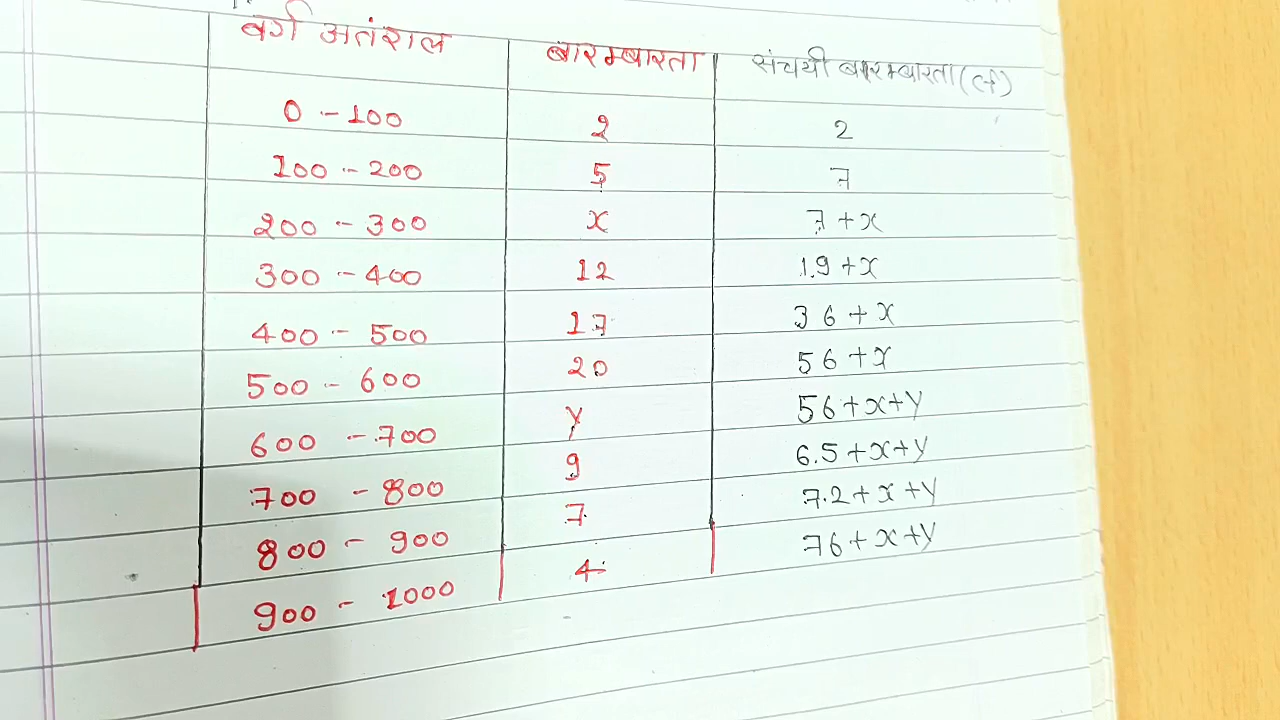 वर्ग अतंराल बारम्बारता संचयी बारम्बारता (cf)
0 - 100 2 2
100 - 200 5 7
200 - 300 x 7 + x
300 - 400 12 19 + x
400 - 500 17 36 + x
500 - 600 20 56 + x
600 - 700 y 56 + x + y
700 - 800 9 65 + x + y
800 - 900 7 72 + x + y
900 - 1000 4 76 + x + y